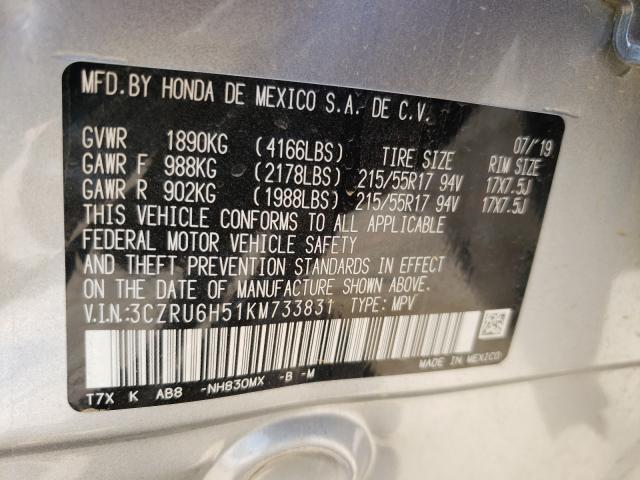 MFD.BY HONDA DE MEXICO S.A. DE C.V.
07/'19
GVWR 1890KG (4166LBS) TIRE SIZE RIM SIZE
GAWR F 988KG (2178LBS) 215/55R17 94V 17X7.5J
GAWR R 902KG (1988LBS) 215/55R17 94V 17X7.5J
THIS VEHICLE CONFORMS TO ALL APPLICABLE
FEDERAL MOTOR VEHICLE SAFETY
AND THEFT PREVENTION STANDARDS IN EFFECT
ON THE DATE OF MANUFACTURE SHOWN ABOVE.
V.I.N.:3CZRU6H51KM733831 TYPE: MPV
MADE IN MEXICO
T7X K AB8 -NH830MX -B -M